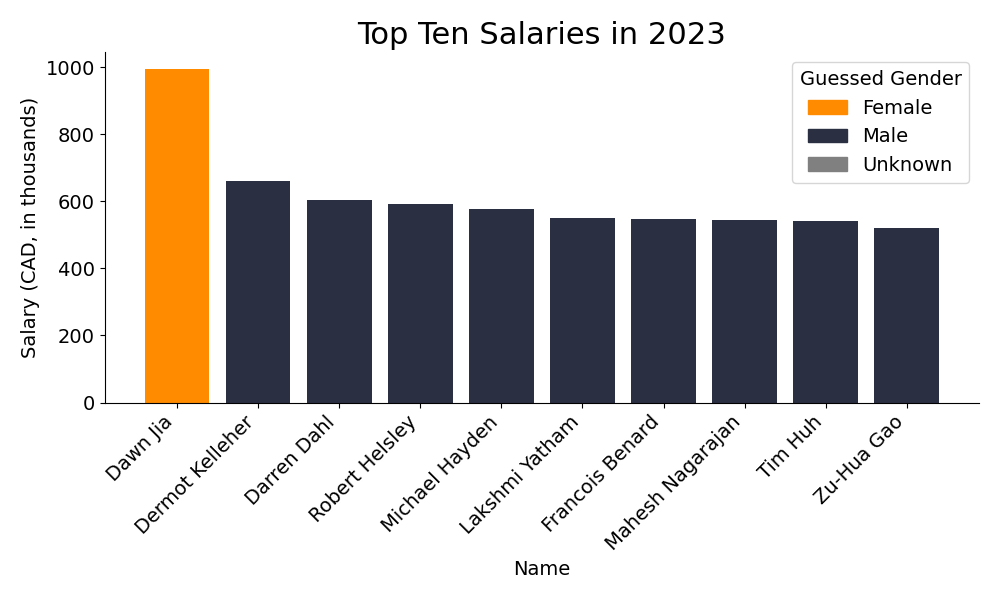 Top Ten Salaries in 2023
Guessed Gender
Female
Male
Unknown
Salary (CAD, in thousands)
1000
800
600
400
200
0
Dawn Jia
Dermot Kelleher
Darren Dahl
Robert Helsley
Michael Hayden
Lakshmi Yatham
Francois Benard
Mahesh Nagarajan
Tim Huh
Zu-Hua Gao
Name